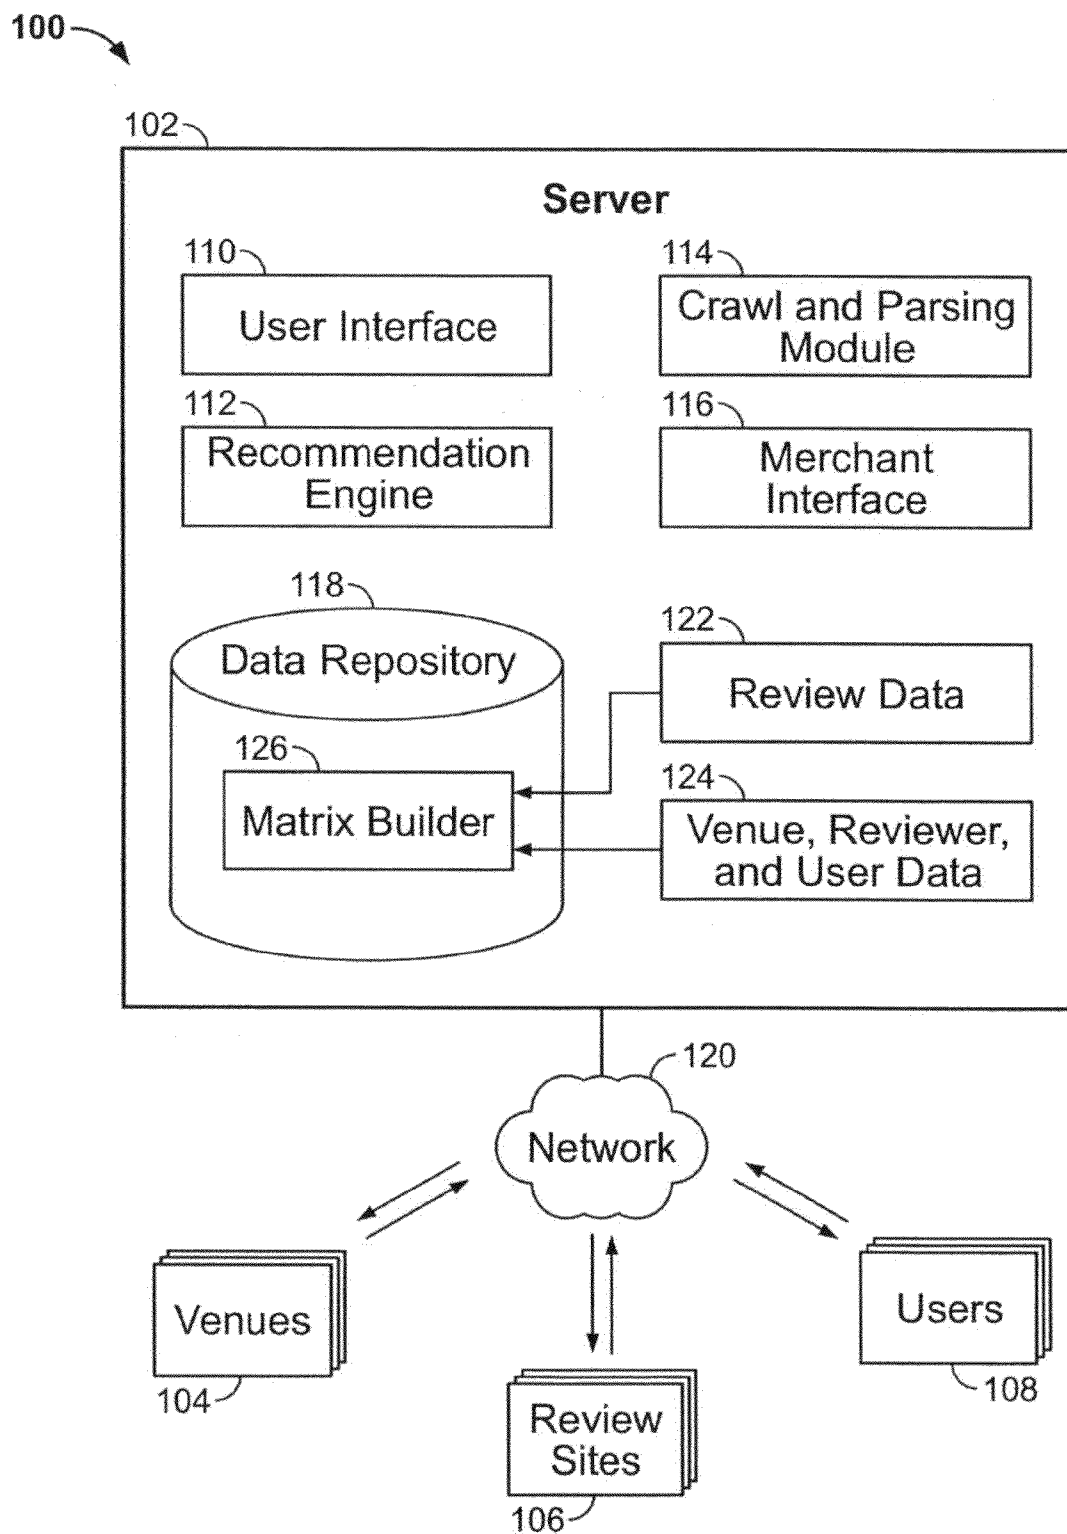 100
102
Server
110
User Interface
114
Crawl and Parsing
Module
112
Recommendation
Engine
116
Merchant
Interface
118
Data Repository
122
Review Data
126
Matrix Builder
124
Venue, Reviewer,
and User Data
120
Network
Venues
104
Review
Sites
106
Users
108